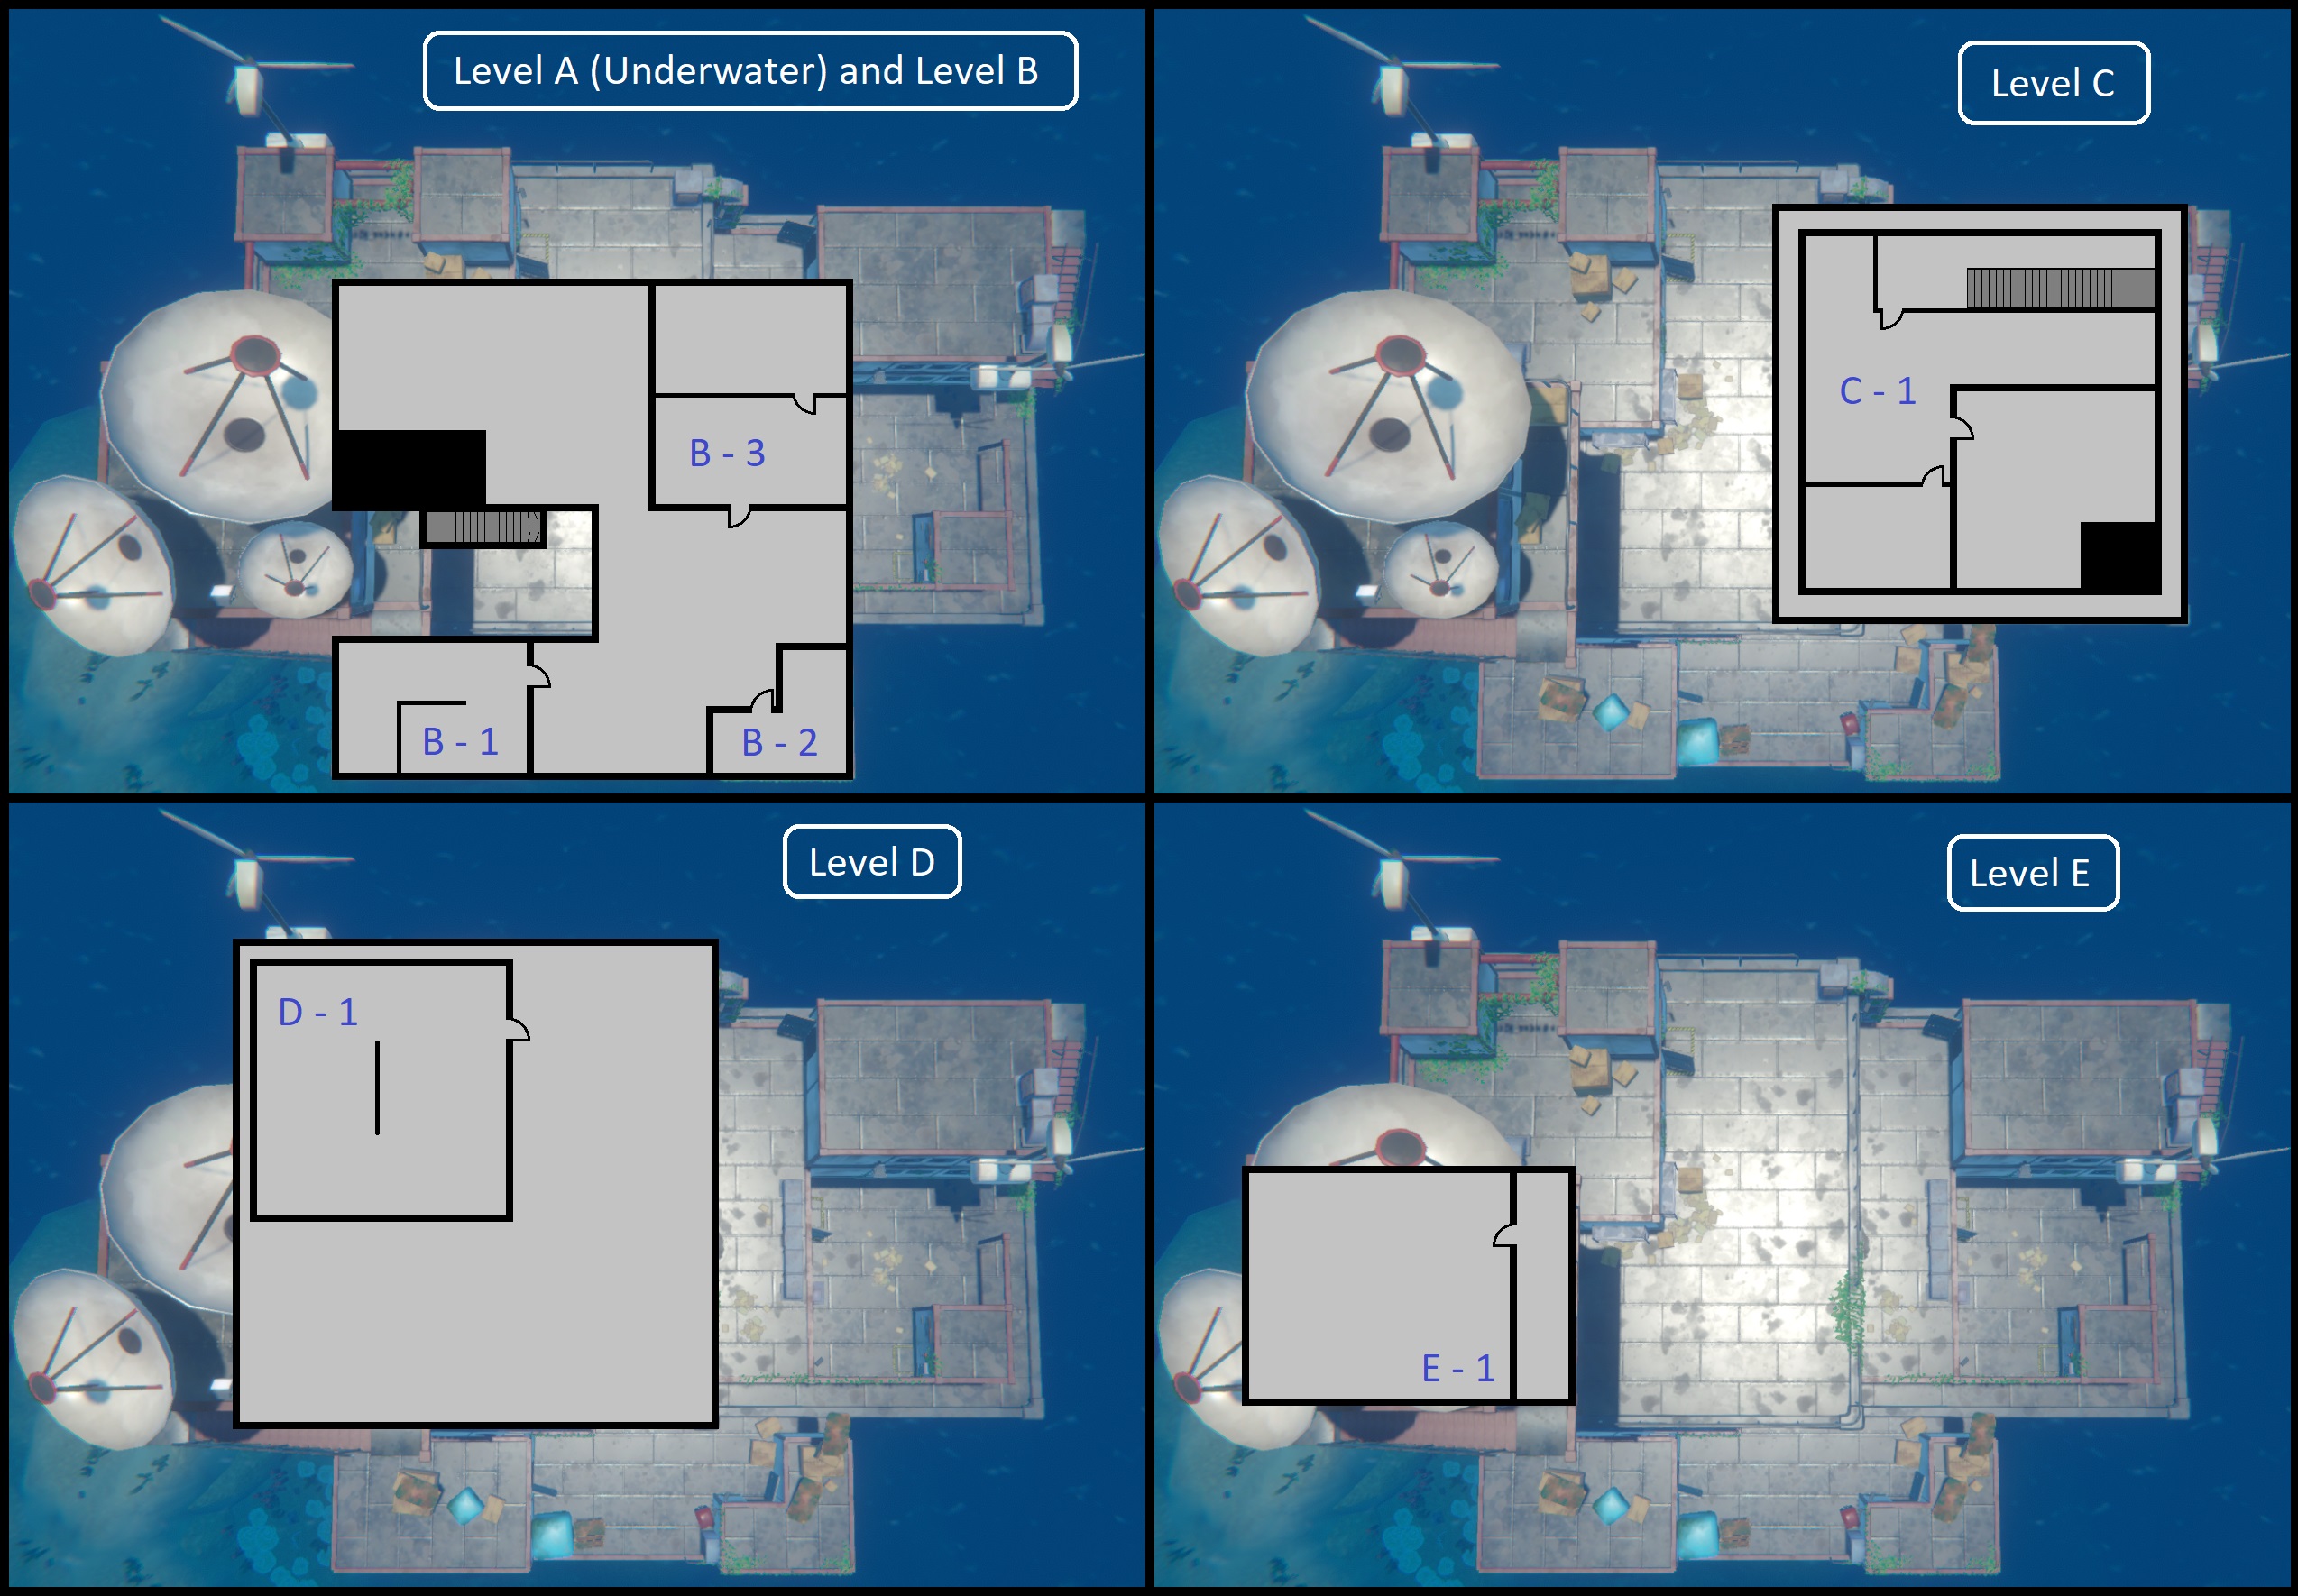 Level A (Underwater) and Level B
B - 3
B - 1
B - 2
Level C
C - 1
Level D
D - 1
Level E
E - 1